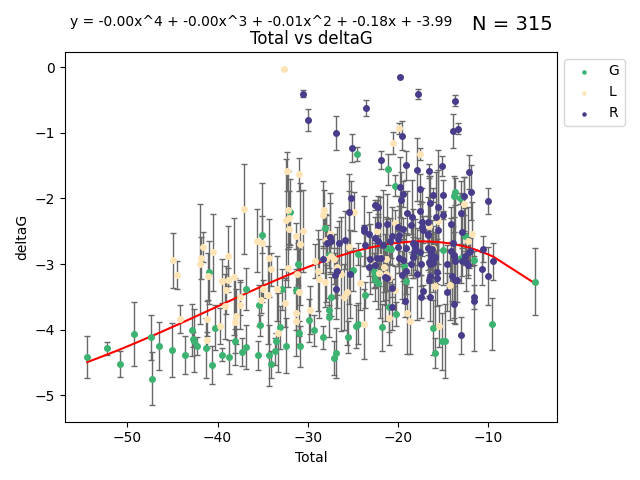 y = -0.00x^4 + -0.00x^3 + -0.01x^2 + -0.18x + -3.99
N = 315
Total vs deltaG
G
L
R
deltaG
0
−1
−2
−3
−4
−5
−50
−40
−30
−20
−10
Total